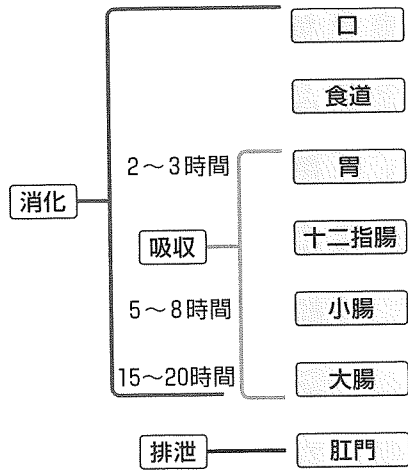 口
食道
2～3時間
胃
消化
吸収
十二指腸
5～8時間
小腸
15～20時間
大腸
排泄
肛門